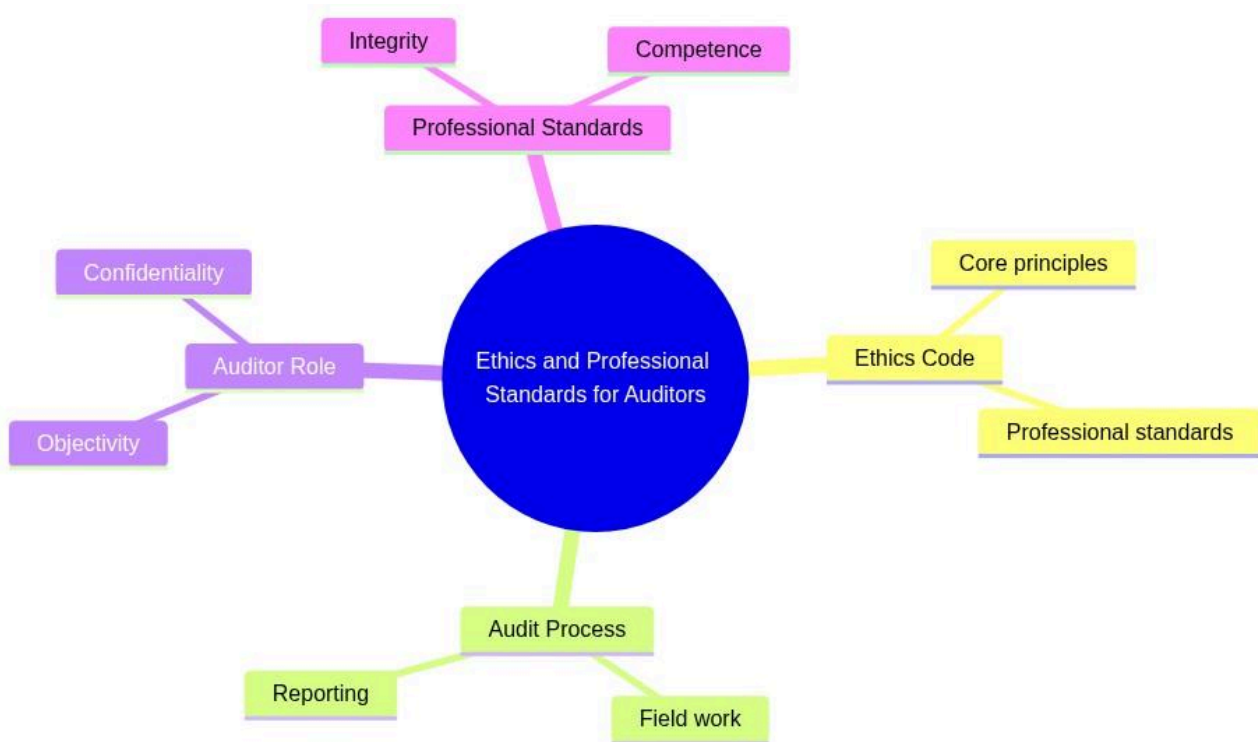 Integrity
Competence
Professional Standards
Confidentiality
Core principles
Auditor Role
Ethics and Professional
Standards for Auditors
Ethics Code
Objectivity
Professional standards
Audit Process
Reporting
Field work